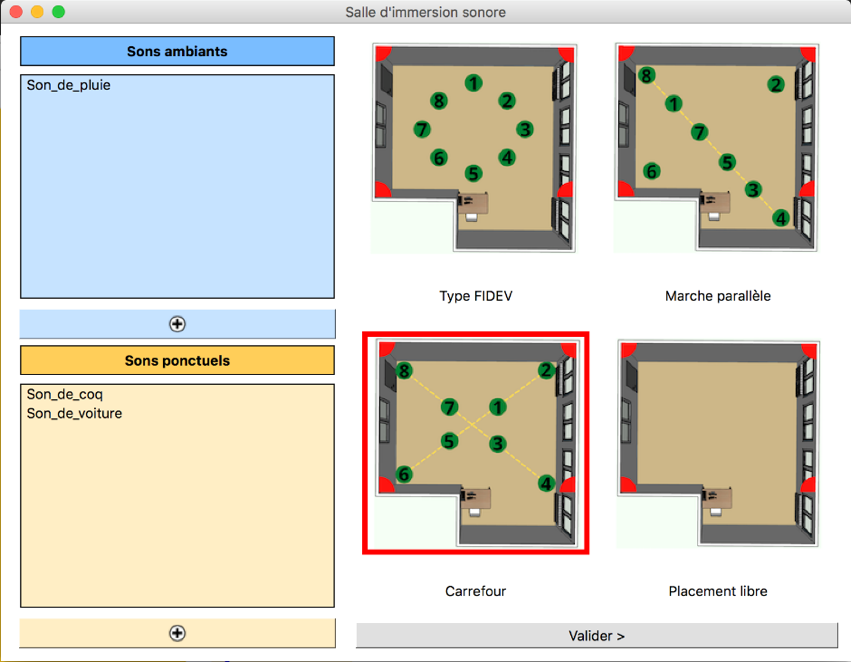 Salle d'immersion sonore
Sons ambiants
Son_de_pluie
Sons ponctuels
Son_de_coq
Son_de_voiture
1
8 2
7 3
6 4
5
Type FIDEV
8
2
1
7
5
6
3
4
Marche parallèle
8 2
7 1
5 3
6
4
Carrefour
Placement libre
Valider >